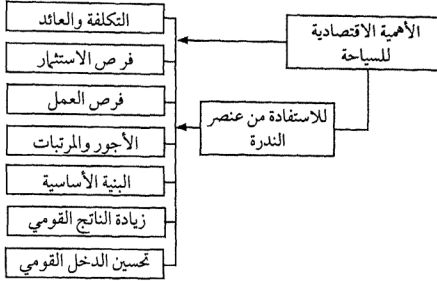 الأهمية الاقتصادية
للسياحة
للاستفادة من عنصر
الندرة
التكلفة والعائد
فرص الاستثمار
فرص العمل
الأجور والمرتبات
البنية الأساسية
زيادة الناتج القومي
تحسين الدخل القومي